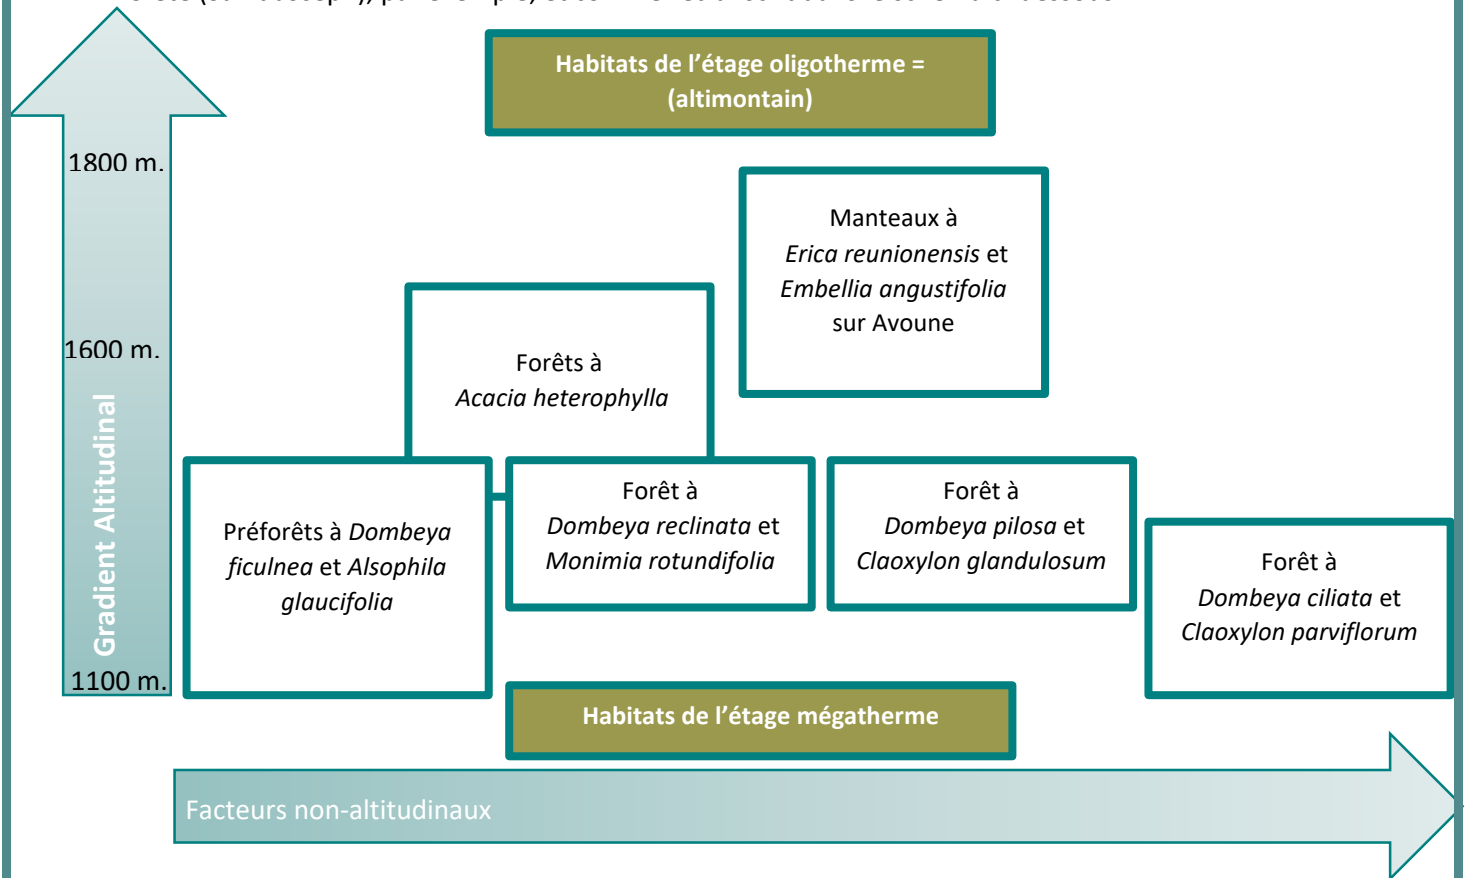 Habitats de l’étage oligotherme =
(altimontain)
1800 m.
Manteaux à
Erica reunionensis et
Embellia angustifolia
sur Avoune
1600 m.
Forêts à
Acacia heterophylla
Gradient Altitudinal
Préforêts à Dombeya
ficulnea et Alsophila
glaucifolia
Forêt à
Dombeya reclinata et
Monimia rotundifolia
Forêt à
Dombeya pilosa et
Claoxylon glandulosum
Forêt à
Dombeya ciliata et
Claoxylon parviflorum
1100 m.
Habitats de l’étage mégatherme
Facteurs non-altitudinaux